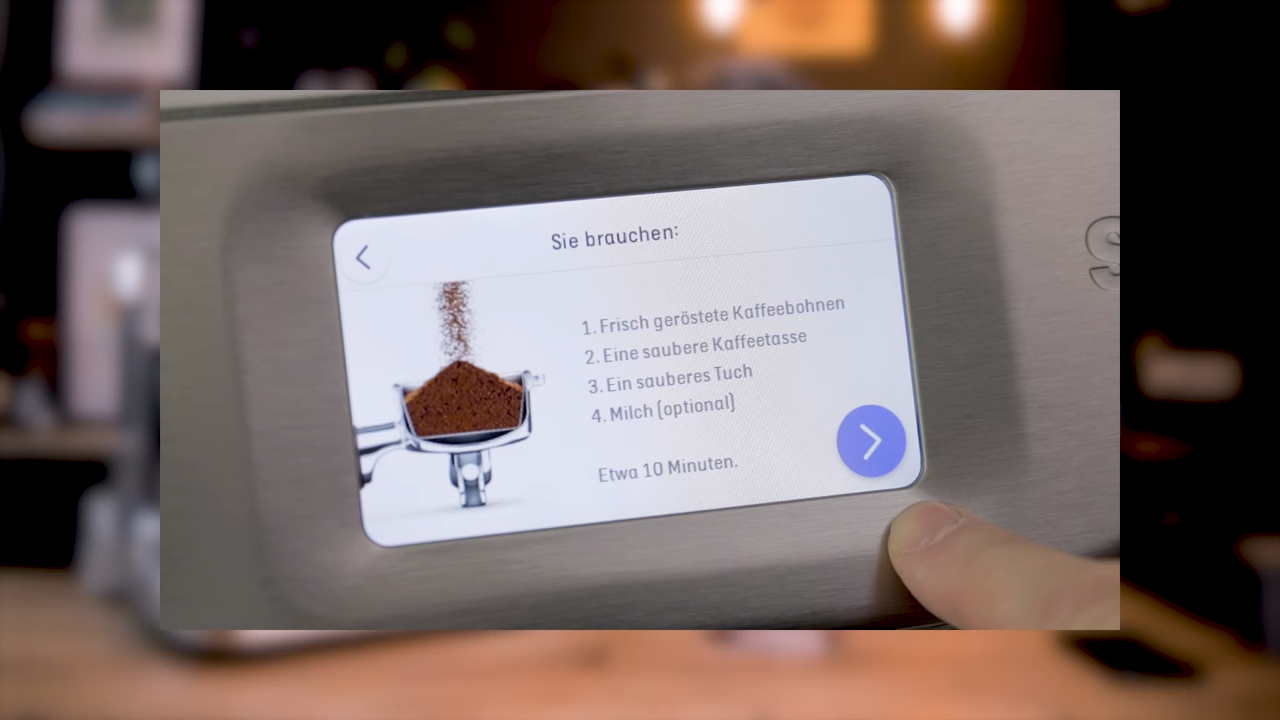 Sie brauchen:
1. Frisch geröstete Kaffeebohnen
2. Eine saubere Kaffeetasse
3. Ein sauberes Tuch
4. Milch (optional)
Etwa 10 Minuten.
S